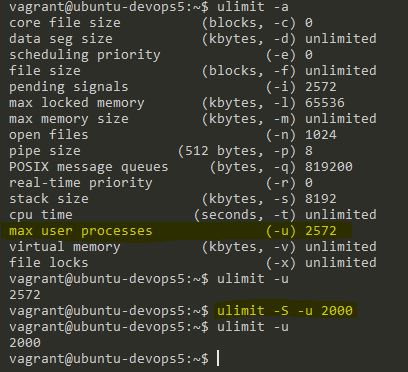 vagrant@ubuntu-devops5:~$ ulimit -a
core file size (blocks, -c) 0
data seg size (kbytes, -d) unlimited
scheduling priority (-e) 0
file size (blocks, -f) unlimited
pending signals (-i) 2572
max locked memory (kbytes, -l) 65536
max memory size (kbytes, -m) unlimited
open files (-n) 1024
pipe size (512 bytes, -p) 8
POSIX message queues (bytes, -q) 819200
real-time priority (-r) 0
stack size (kbytes, -s) 8192
cpu time (seconds, -t) unlimited
max user processes (-u) 2572
virtual memory (kbytes, -v) unlimited
file locks (-x) unlimited
vagrant@ubuntu-devops5:~$ ulimit -u
2572
vagrant@ubuntu-devops5:~$ ulimit -S -u 2000
vagrant@ubuntu-devops5:~$ ulimit -u
2000
vagrant@ubuntu-devops5:~$